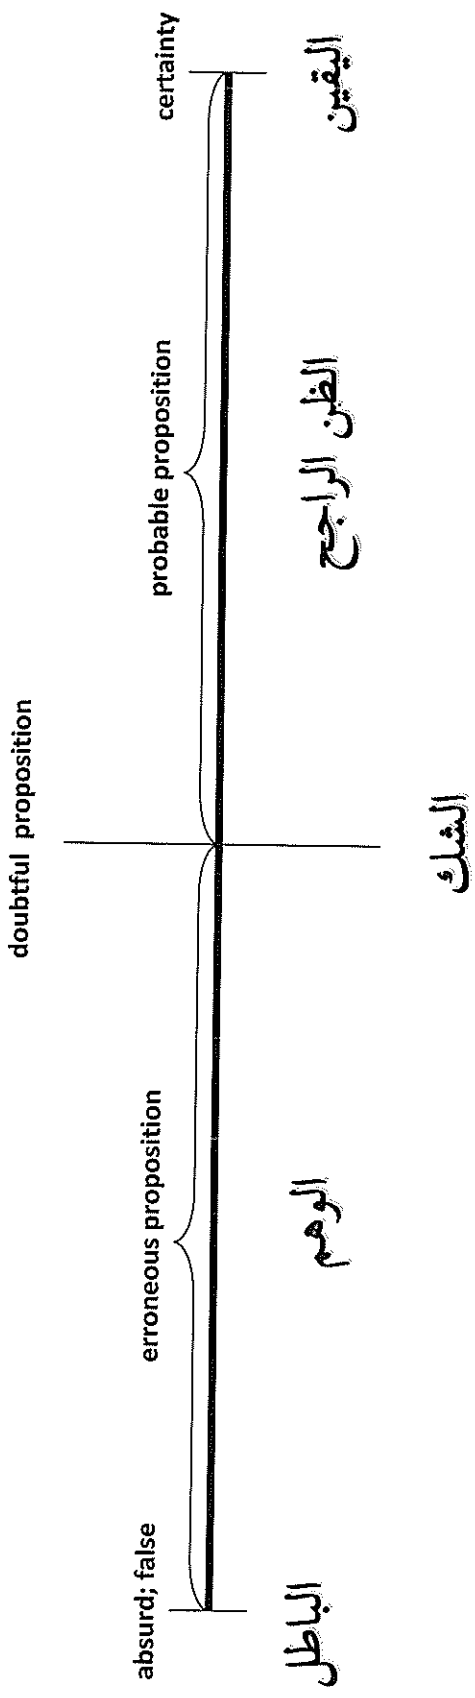 doubtful proposition
absurd; false
erroneous proposition
probable proposition
certainty
الباطل
الوهم
الشك
الظن الراجح
اليقين